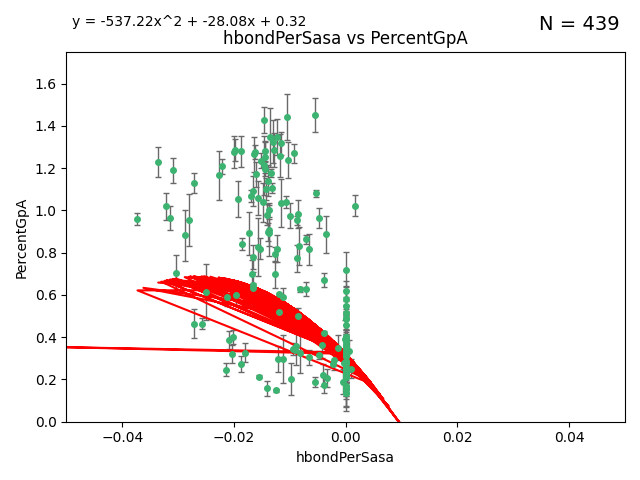 y = -537.22x^2 + -28.08x + 0.32
N = 439
hbondPerSasa vs PercentGpA
1.6
1.4
1.2
1.0
0.8
0.6
0.4
0.2
0.0
PercentGpA
−0.04 −0.02 0.00 0.02 0.04
hbondPerSasa